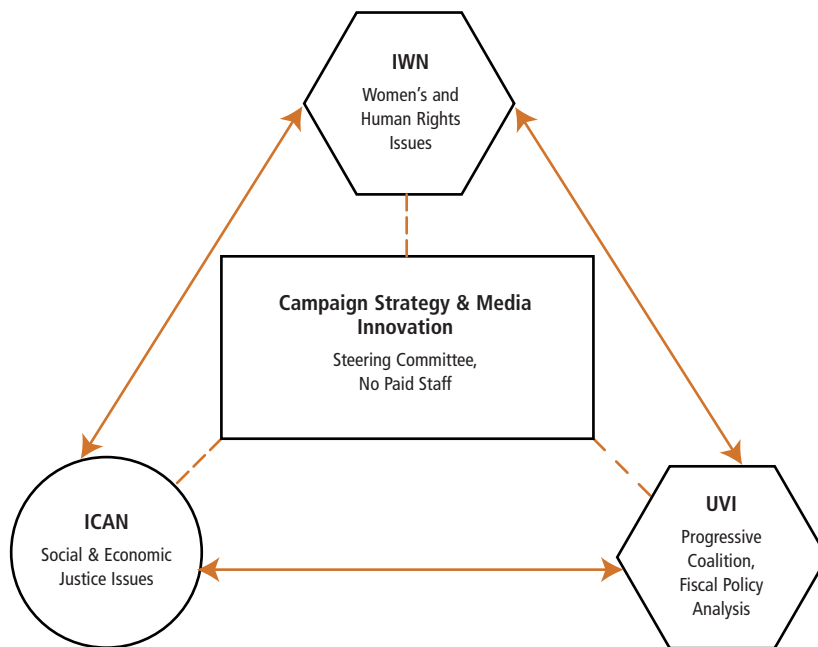 IWN
Women’s and
Human Rights
Issues
Campaign Strategy & Media
Innovation
Steering Committee,
No Paid Staff
ICAN
Social & Economic
Justice Issues
UVI
Progressive
Coalition,
Fiscal Policy
Analysis